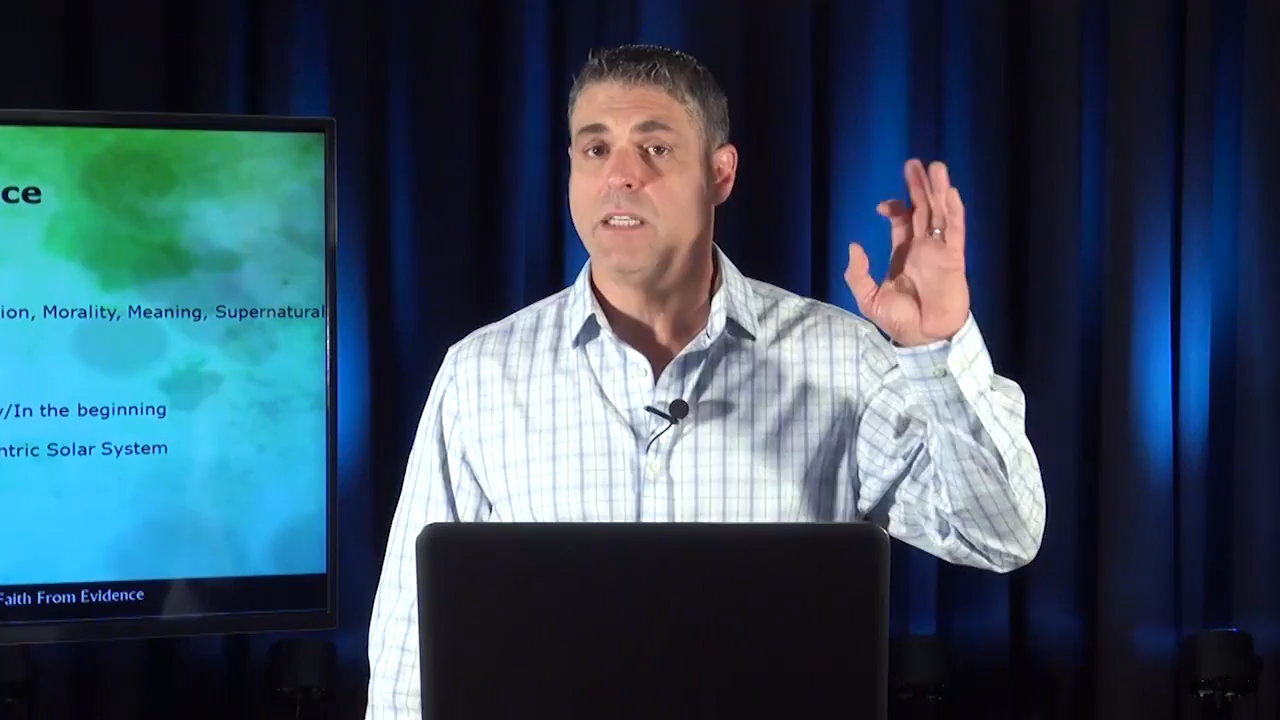 ce
ion, Morality, Meaning, Supernatural
y/In the beginning
ntric Solar System
Faith From Evidence